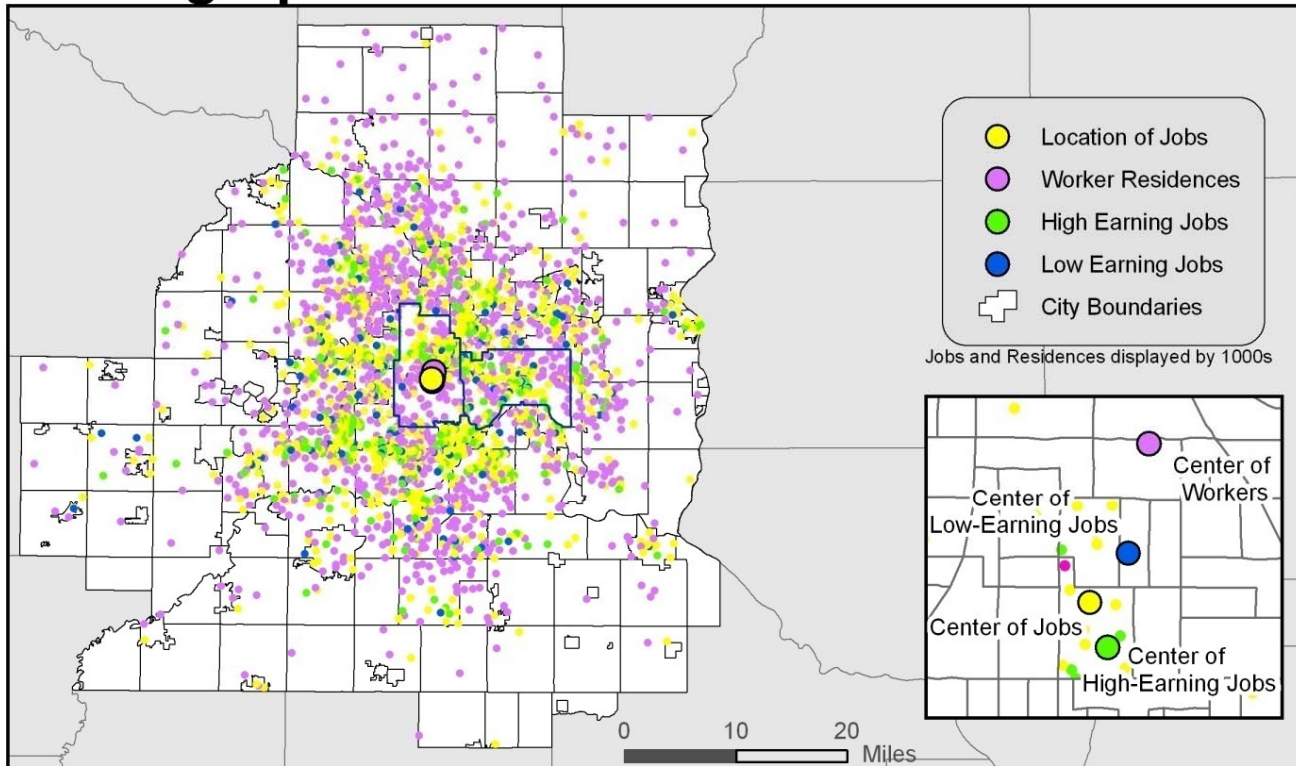 Location of Jobs
Worker Residences
High Earning Jobs
Low Earning Jobs
City Boundaries
Jobs and Residences displayed by 1000s
Center of
Workers
Center of
Low-Earning Jobs
Center of Jobs
Center of
High-Earning Jobs
0 10 20
Miles